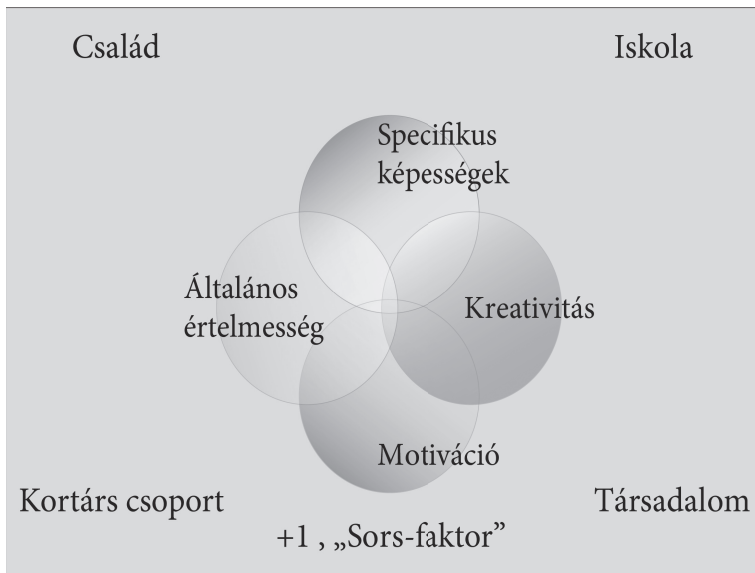 Család
Iskola
Specifikus
képességek
Általános
értelmesség
Kreativitás
Motiváció
Kortárs csoport
Társadalom
+1 , „Sors-faktor”